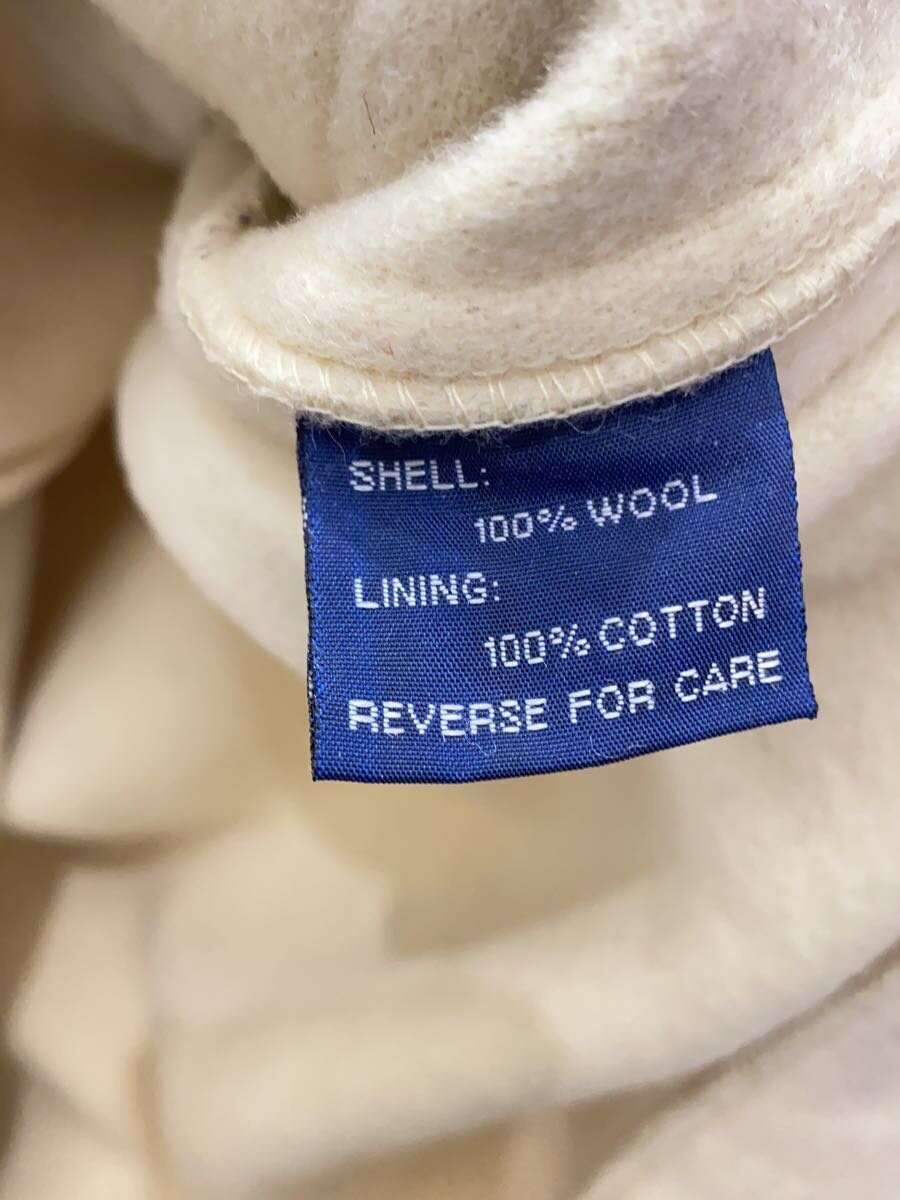 SHELL:
100% WOOL
LINING:
100% COTTON
REVERSE FOR CARE